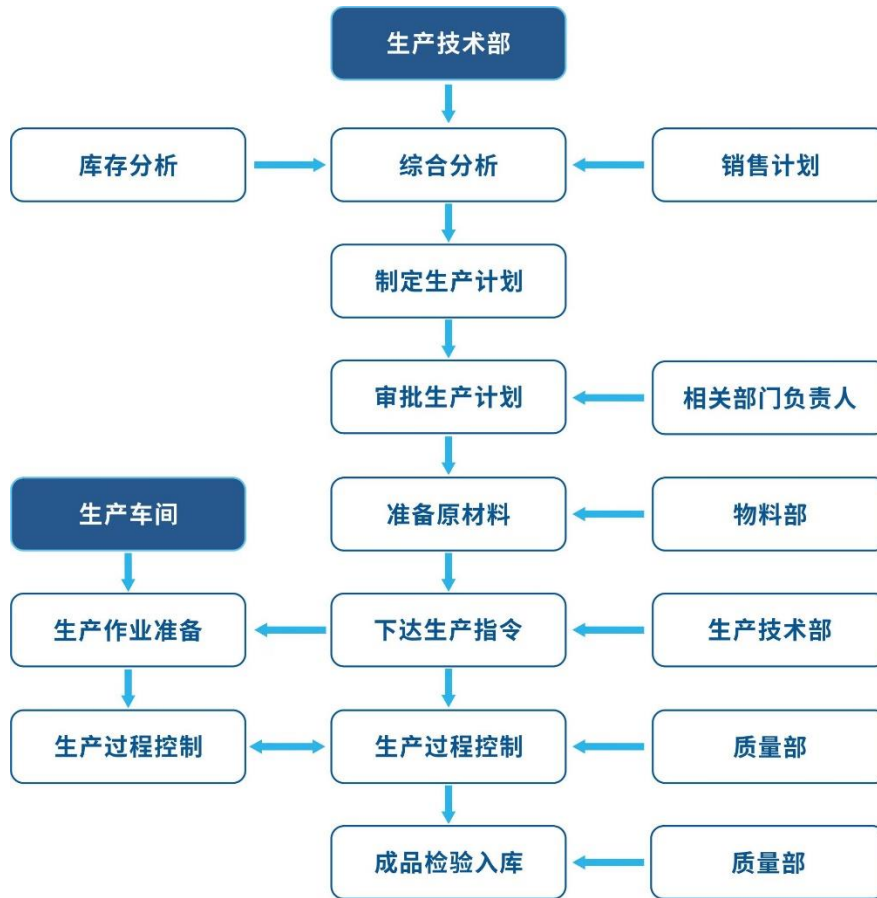 生产技术部
库存分析
综合分析
销售计划
制定生产计划
审批生产计划
相关部门负责人
生产车间
准备原材料
物料部
生产作业准备
下达生产指令
生产技术部
生产过程控制
生产过程控制
质量部
成品检验入库
质量部